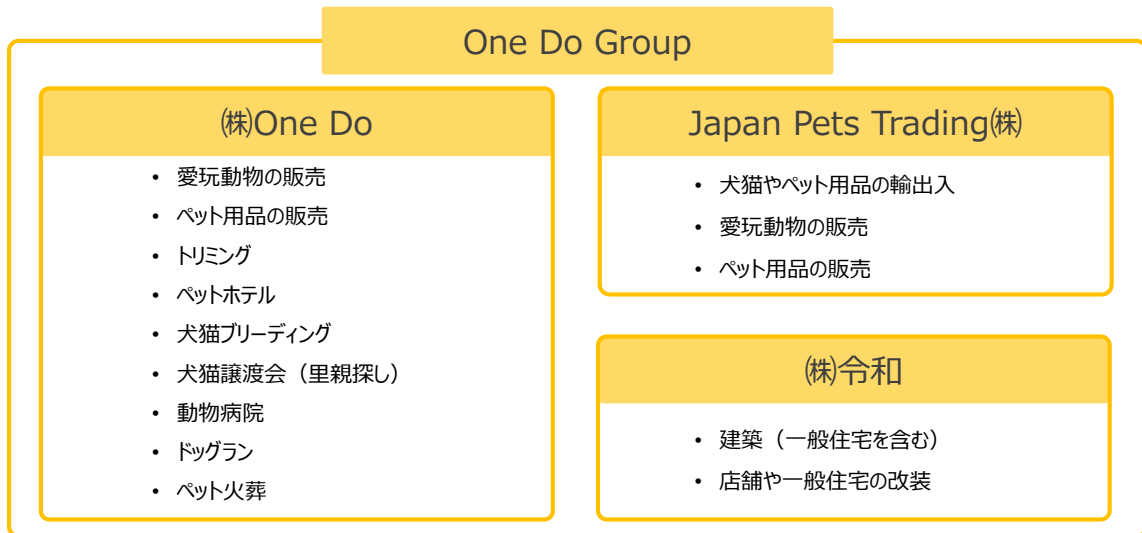 One Do Group
㈱One Do
• 愛玩動物の販売
• ペット用品の販売
• トリミング
• ペットホテル
• 犬猫ブリーディング
• 犬猫譲渡会（里親探し）
• 動物病院
• ドッグラン
• ペット火葬
Japan Pets Trading㈱
• 犬猫やペット用品の輸出入
• 愛玩動物の販売
• ペット用品の販売
㈱令和
• 建築（一般住宅を含む）
• 店舗や一般住宅の改装